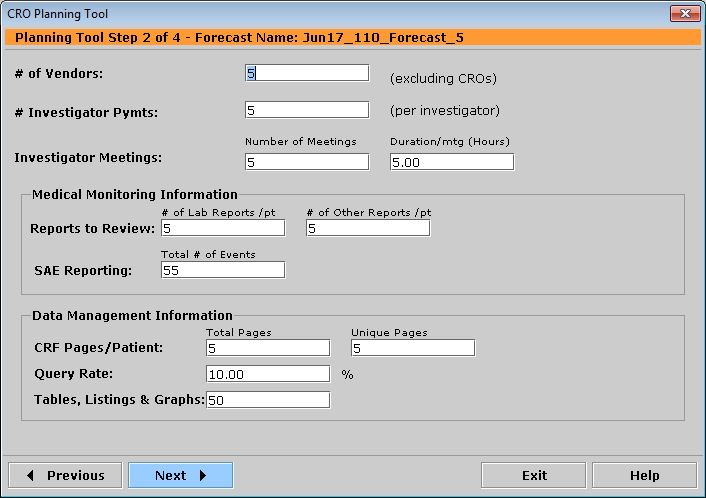 CRO Planning Tool
Planning Tool Step 2 of 4 - Forecast Name: Jun17_110_Forecast_5
# of Vendors: 5 (excluding CROs)
# Investigator Pymts: 5 (per investigator)
Number of Meetings Duration/mtg (Hours)
Investigator Meetings: 5 5.00
Medical Monitoring Information
# of Lab Reports /pt # of Other Reports /pt
Reports to Review: 5 5
Total # of Events
SAE Reporting: 55
Data Management Information
Total Pages Unique Pages
CRF Pages/Patient: 5 5
Query Rate: 10.00 %
Tables, Listings & Graphs: 50
Previous Next Exit Help